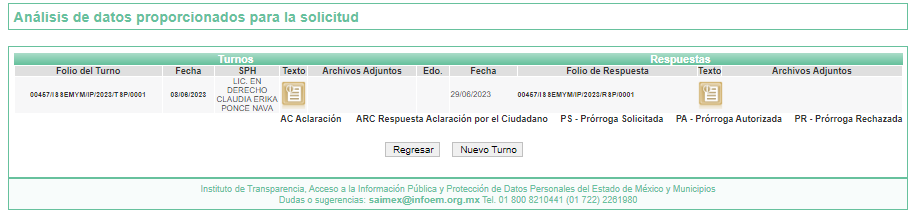 Análisis de datos proporcionados para la solicitud
Turnos Respuestas
Folio del Turno Fecha SPH Texto Archivos Adjuntos Edo. Fecha Folio de Respuesta Texto Archivos Adjuntos
00457/ISSEMYM/IP/2023/TSP/0001 08/06/2023 LIC. EN DERECHO CLAUDIA ERIKA PONCE NAVA 29/06/2023 00457/ISSEMYM/IP/2023/RSP/0001
AC Aclaración ARC Respuesta Aclaración por el Ciudadano PS - Prórroga Solicitada PA - Prórroga Autorizada PR - Prórroga Rechazada
Regresar Nuevo Turno
Instituto de Transparencia, Acceso a la Información Pública y Protección de Datos Personales del Estado de México y Municipios
Dudas o sugerencias: saimex@infoem.org.mx Tel. 01 800 8210441 (01 722) 2261980